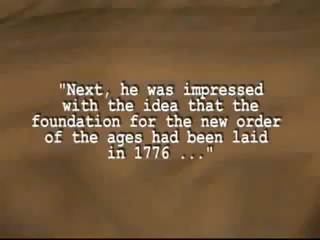 "Next, he was impressed
with the idea that the
foundation for the new order
of the ages had been laid
in 1776 ..."